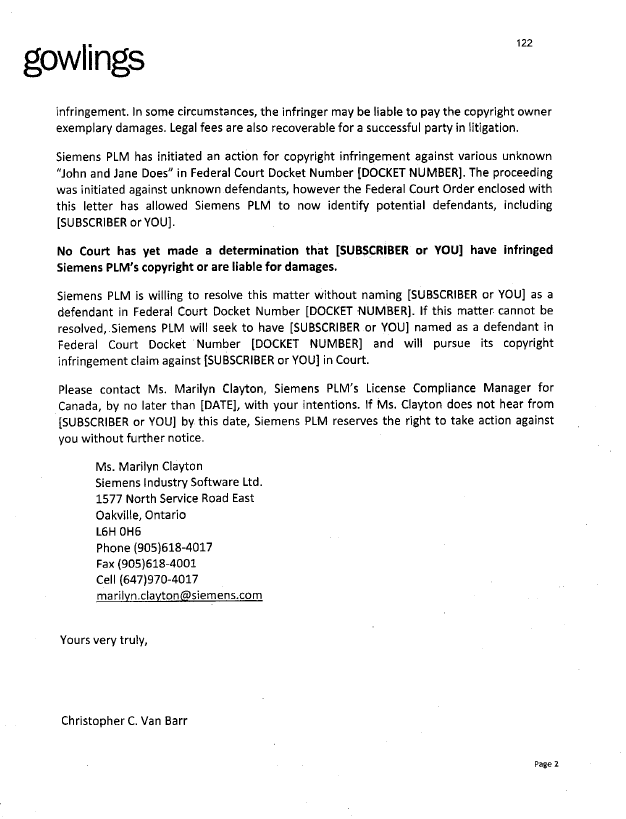 122
gowlings
infringement. In some circumstances, the infringer may be liable to pay the copyright owner
exemplary damages. Legal fees are also recoverable for a successful party in litigation.
Siemens PLM has initiated an action for copyright infringement against various unknown
"John and Jane Does" in Federal Court Docket Number [DOCKET NUMBER]. The proceeding
was initiated against unknown defendants, however the Federal Court Order enclosed with
this letter has allowed Siemens PLM to now identify potential defendants, including
[SUBSCRIBER or YOU].
No Court has yet made a determination that [SUBSCRIBER or YOU] have infringed
Siemens PLM's copyright or are liable for damages.
Siemens PLM is willing to resolve this matter without naming [SUBSCRIBER or YOU] as a
defendant in Federal Court Docket Number [DOCKET NUMBER]. If this matter cannot be
resolved, Siemens PLM will seek to have [SUBSCRIBER or YOU] named as a defendant in
Federal Court Docket Number [DOCKET NUMBER] and will pursue its copyright
infringement claim against [SUBSCRIBER or YOU] in Court.
Please contact Ms. Marilyn Clayton, Siemens PLM's License Compliance Manager for
Canada, by no later than [DATE], with your intentions. If Ms. Clayton does not hear from
[SUBSCRIBER or YOU] by this date, Siemens PLM reserves the right to take action against
you without further notice.
Ms. Marilyn Clayton
Siemens Industry Software Ltd.
1577 North Service Road East
Oakville, Ontario
L6H 0H6
Phone (905)618-4017
Fax (905)618-4001
Cell (647)970-4017
marilyn.clayton@siemens.com
Yours very truly,
Christopher C. Van Barr
Page 2